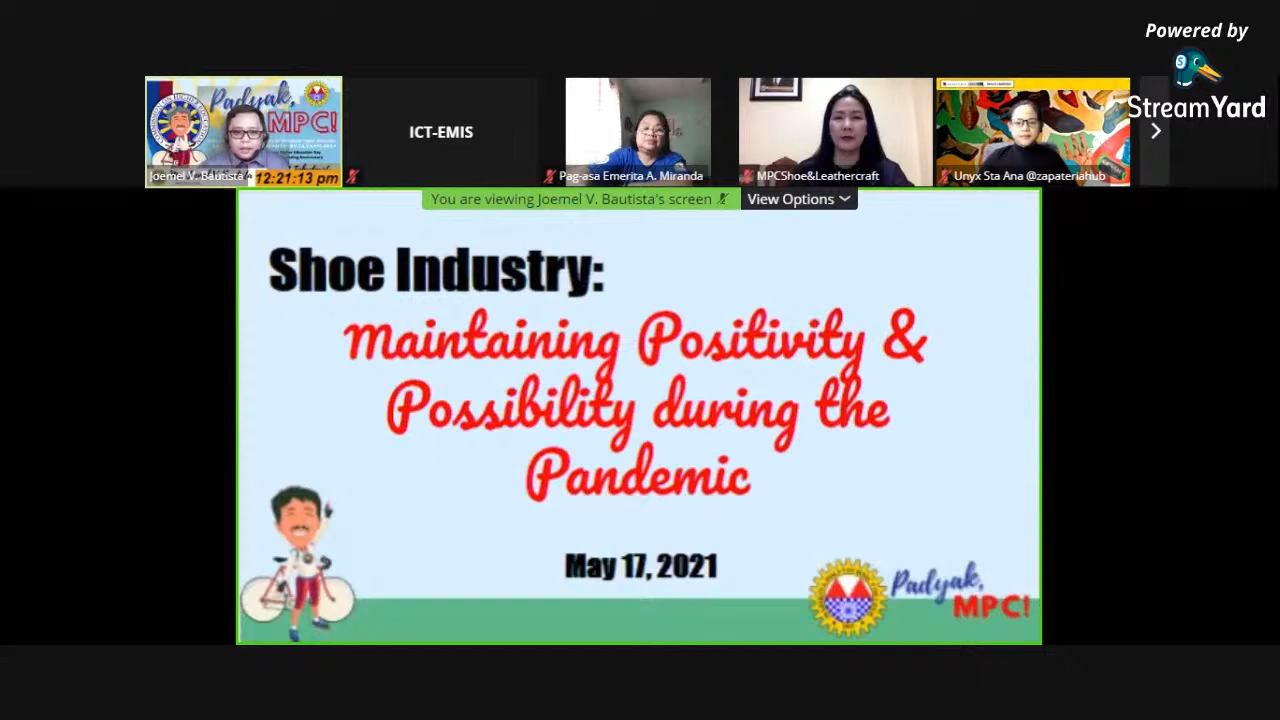 Powered by
StreamYard
Padyak,
MPC!
Joemel V. Bautista
12:21:13 pm
ICT-EMIS
Pag-asa Emerita A. Miranda
MPCShoe&Leathercraft
Unyx Sta Ana @zapateriahub
You are viewing Joemel V. Bautista's screen
View Options
Shoe Industry:
Maintaining Positivity &
Possibility during the
Pandemic
May 17, 2021
Padyak,
MPC!